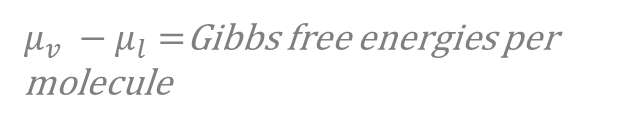 μ_v − μ_l = Gibbs free energies per
molecule